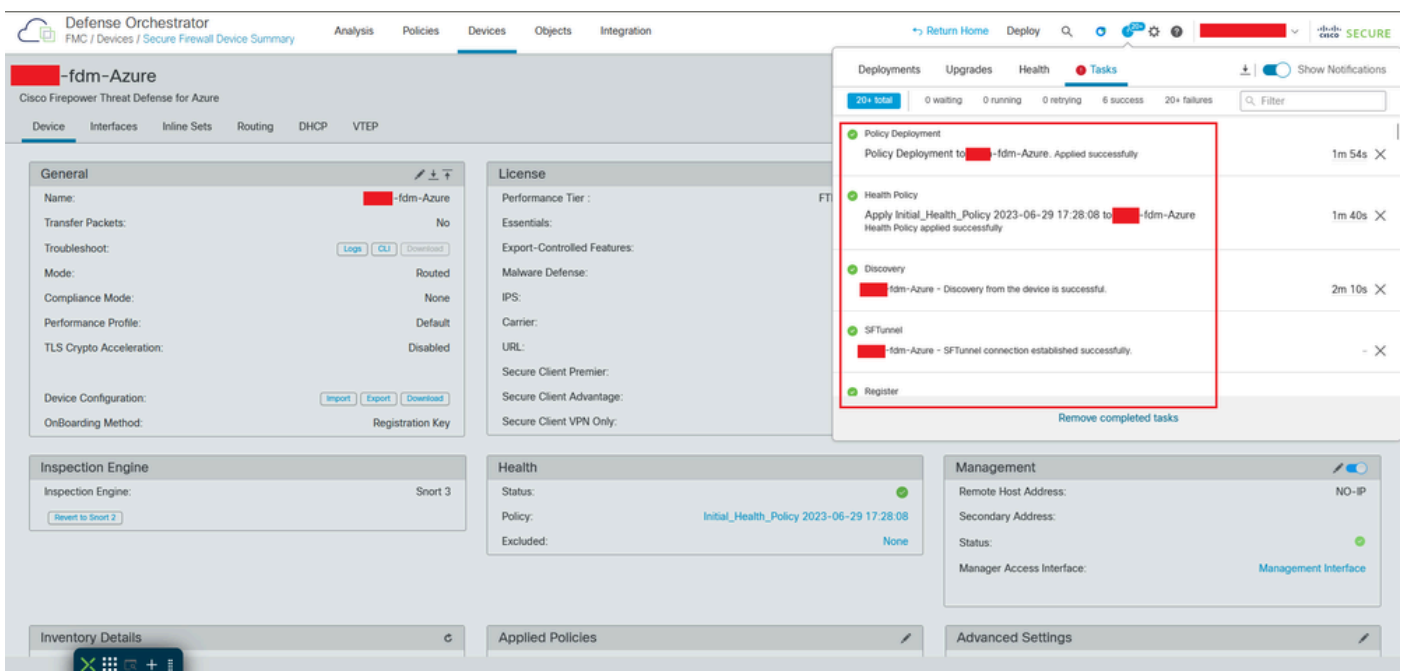 Defense Orchestrator
FMC / Devices / Secure Firewall Device Summary
Analysis Policies Devices Objects Integration
Return Home Deploy 20+ cisco SECURE
-fdm-Azure
Cisco Firepower Threat Defense for Azure
Device Interfaces Inline Sets Routing DHCP VTEP
General
Name: -fdm-Azure
Transfer Packets: No
Troubleshoot: Logs CLI Download
Mode: Routed
Compliance Mode: None
Performance Profile: Default
TLS Crypto Acceleration: Disabled
Device Configuration: Import Export Download
OnBoarding Method: Registration Key
License
Performance Tier : FT
Essentials:
Export-Controlled Features:
Malware Defense:
IPS:
Carrier:
URL:
Secure Client Premier:
Secure Client Advantage:
Secure Client VPN Only:
Deployments Upgrades Health Tasks Show Notifications
20+ total 0 waiting 0 running 0 retrying 6 success 20+ failures Filter
Policy Deployment
Policy Deployment to -fdm-Azure. Applied successfully 1m 54s
Health Policy
Apply Initial_Health_Policy 2023-06-29 17:28:08 to -fdm-Azure 1m 40s
Health Policy applied successfully
Discovery
-fdm-Azure - Discovery from the device is successful. 2m 10s
SFTunnel
-fdm-Azure - SFTunnel connection established successfully. -
Register
Remove completed tasks
Inspection Engine
Inspection Engine: Snort 3
Revert to Snort 2
Health
Status:
Policy: Initial_Health_Policy 2023-06-29 17:28:08
Excluded: None
Management
Remote Host Address: NO-IP
Secondary Address:
Status:
Manager Access Interface: Management Interface
Inventory Details
Applied Policies
Advanced Settings